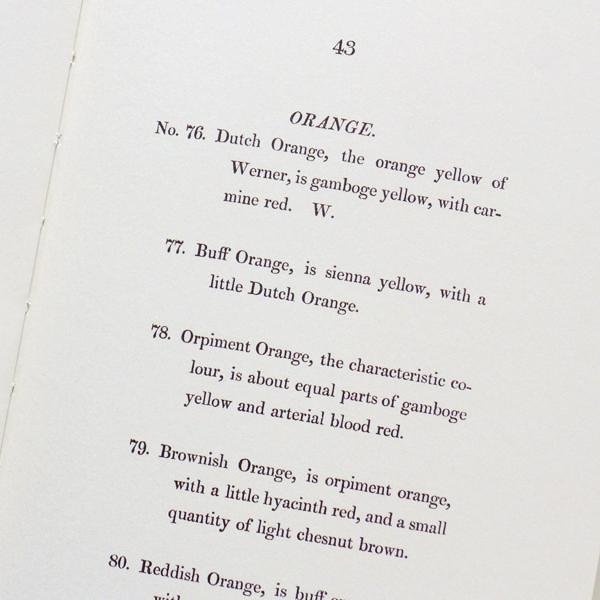 43
ORANGE.
No. 76. Dutch Orange, the orange yellow of
Werner, is gamboge yellow, with car-
mine red. W.
77. Buff Orange, is sienna yellow, with a
little Dutch Orange.
78. Orpiment Orange, the characteristic co-
lour, is about equal parts of gamboge
yellow and arterial blood red.
79. Brownish Orange, is orpiment orange,
with a little hyacinth red, and a small
quantity of light chesnut brown.
80. Reddish Orange, is buff